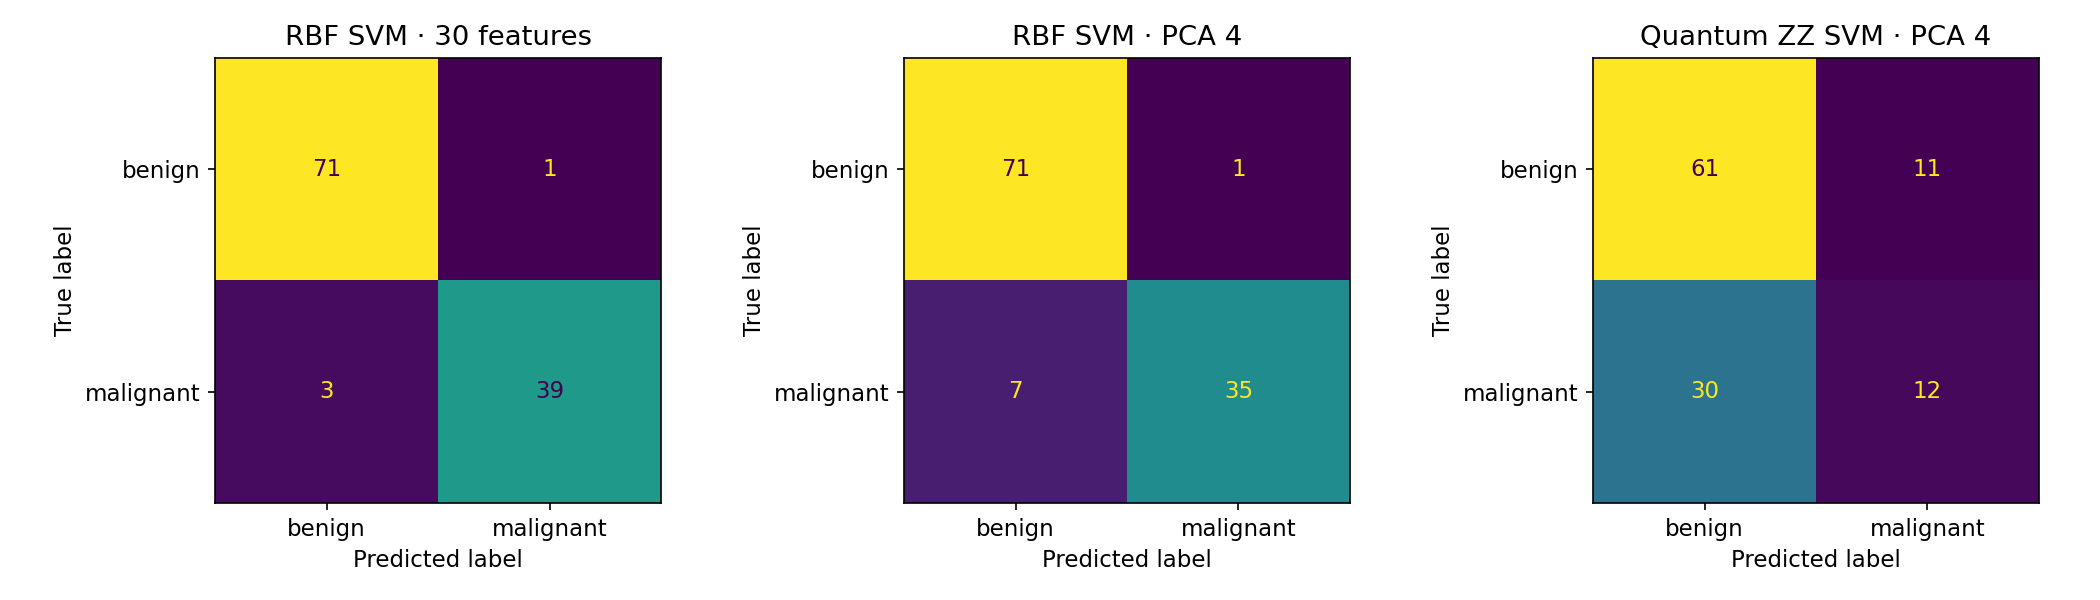 RBF SVM · 30 features
True label
benign
malignant
71
1
3
39
benign
malignant
Predicted label
RBF SVM · PCA 4
True label
benign
malignant
71
1
7
35
benign
malignant
Predicted label
Quantum ZZ SVM · PCA 4
True label
benign
malignant
61
11
30
12
benign
malignant
Predicted label